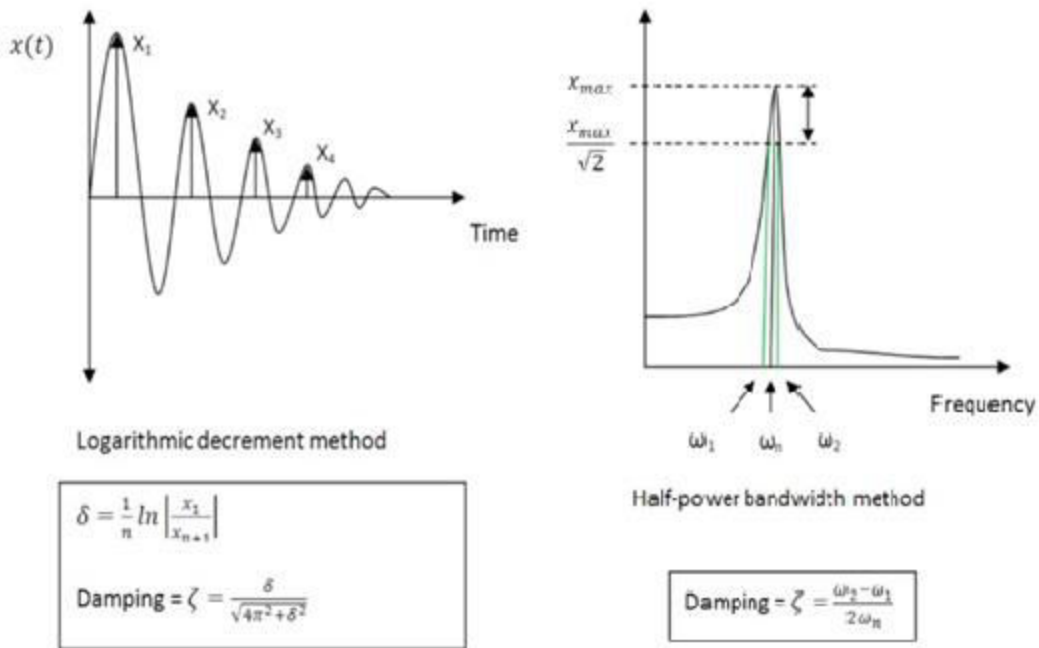 x(t)
X₁
X₂
X₃
X₄
Time
Logarithmic decrement method
δ = 1/n ln |x₁/xₙ₊₁|
Damping = ζ = δ/√(4π²+δ²)
xₘₐₓ
xₘₐₓ/√2
Frequency
ω₁ ωₙ ω₂
Half-power bandwidth method
Damping = ζ = (ω₂−ω₁)/(2ωₙ)